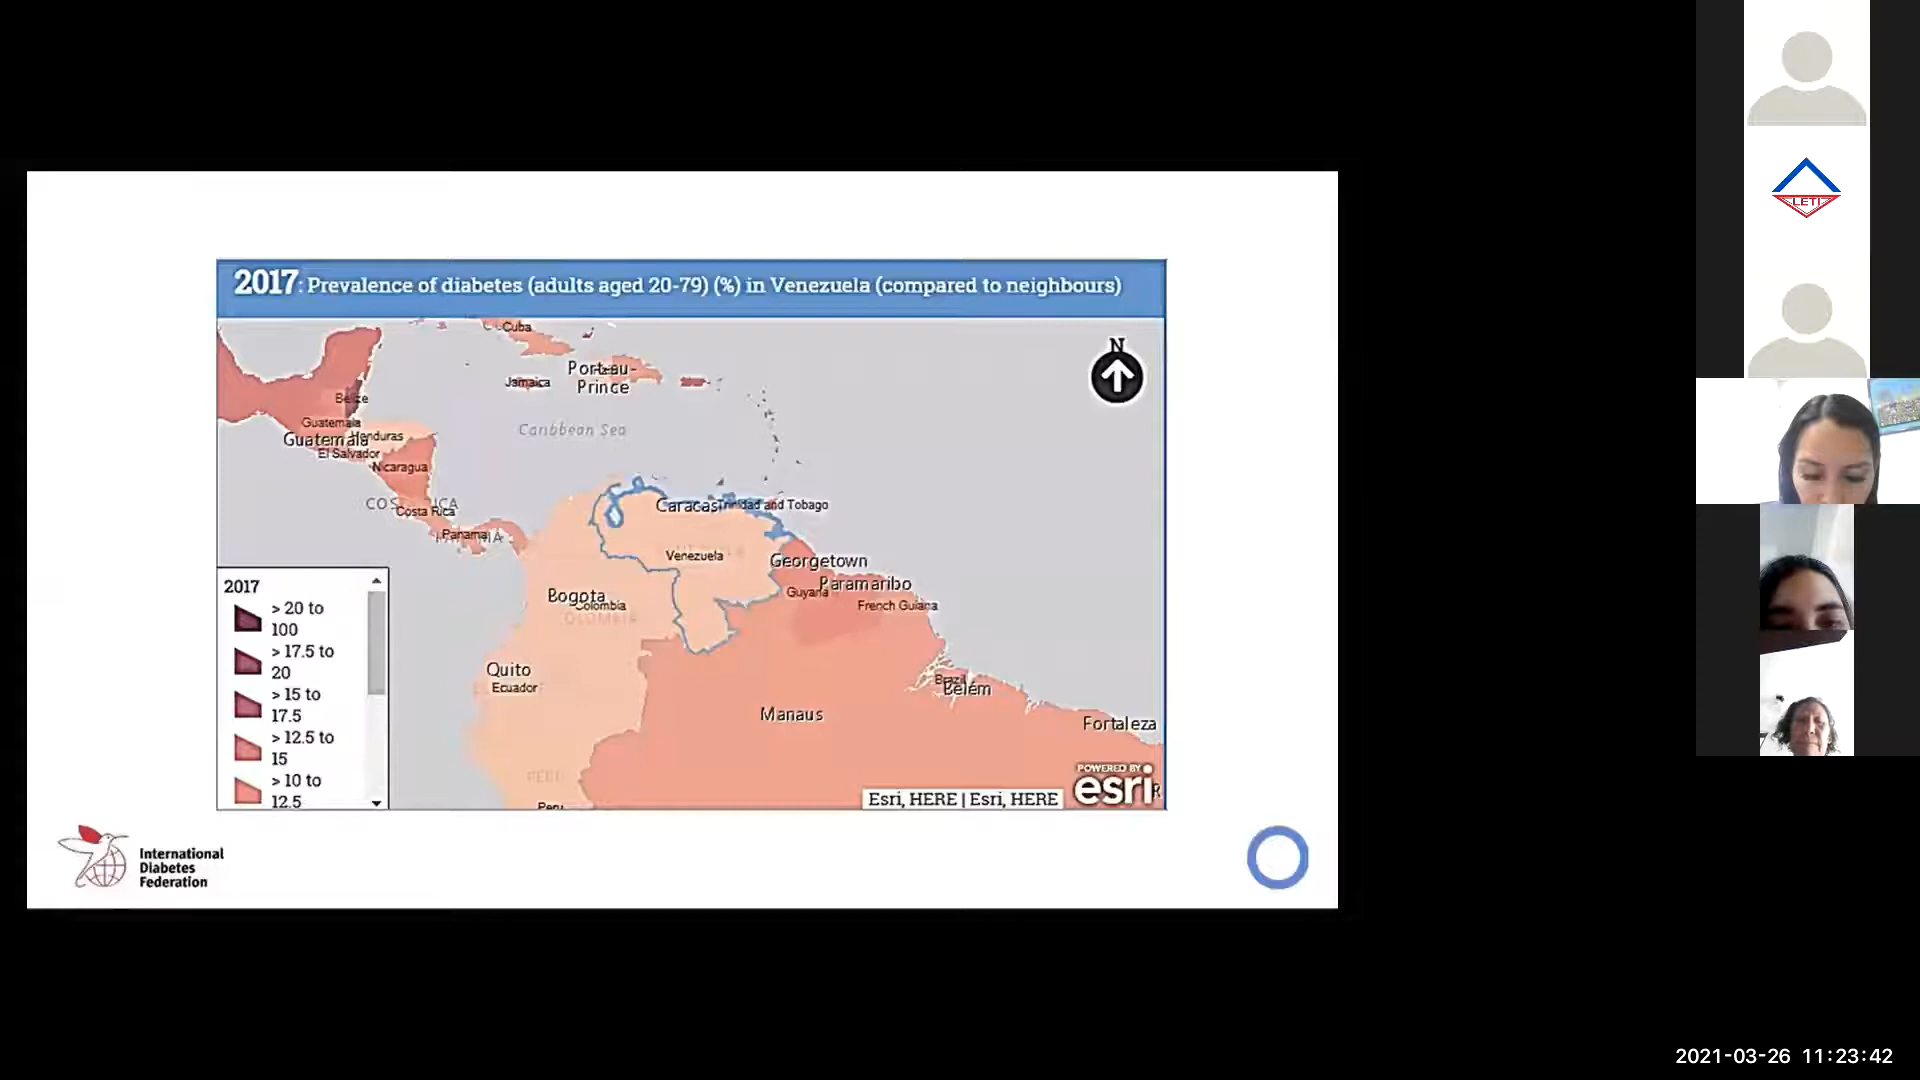 2017: Prevalence of diabetes (adults aged 20-79) (%) in Venezuela (compared to neighbours)
Cuba
N
Port-au-
Prince
Jamaica
Belize
Guatemala
Caribbean Sea
Guatemala
Honduras
El Salvador
Nicaragua
Costa Rica
Panama
Caracas
Trinidad and Tobago
Venezuela
Georgetown
Paramaribo
Guyana
French Guiana
Bogota
Colombia
COLOMBIA
Quito
Ecuador
Brazil
Belém
Manaus
Fortaleza
PERU
Peru
2017
> 20 to
100
> 17.5 to
20
> 15 to
17.5
> 12.5 to
15
> 10 to
12.5
POWERED BY
esri
Esri, HERE | Esri, HERE
International
Diabetes
Federation
LETI
2021-03-26 11:23:42